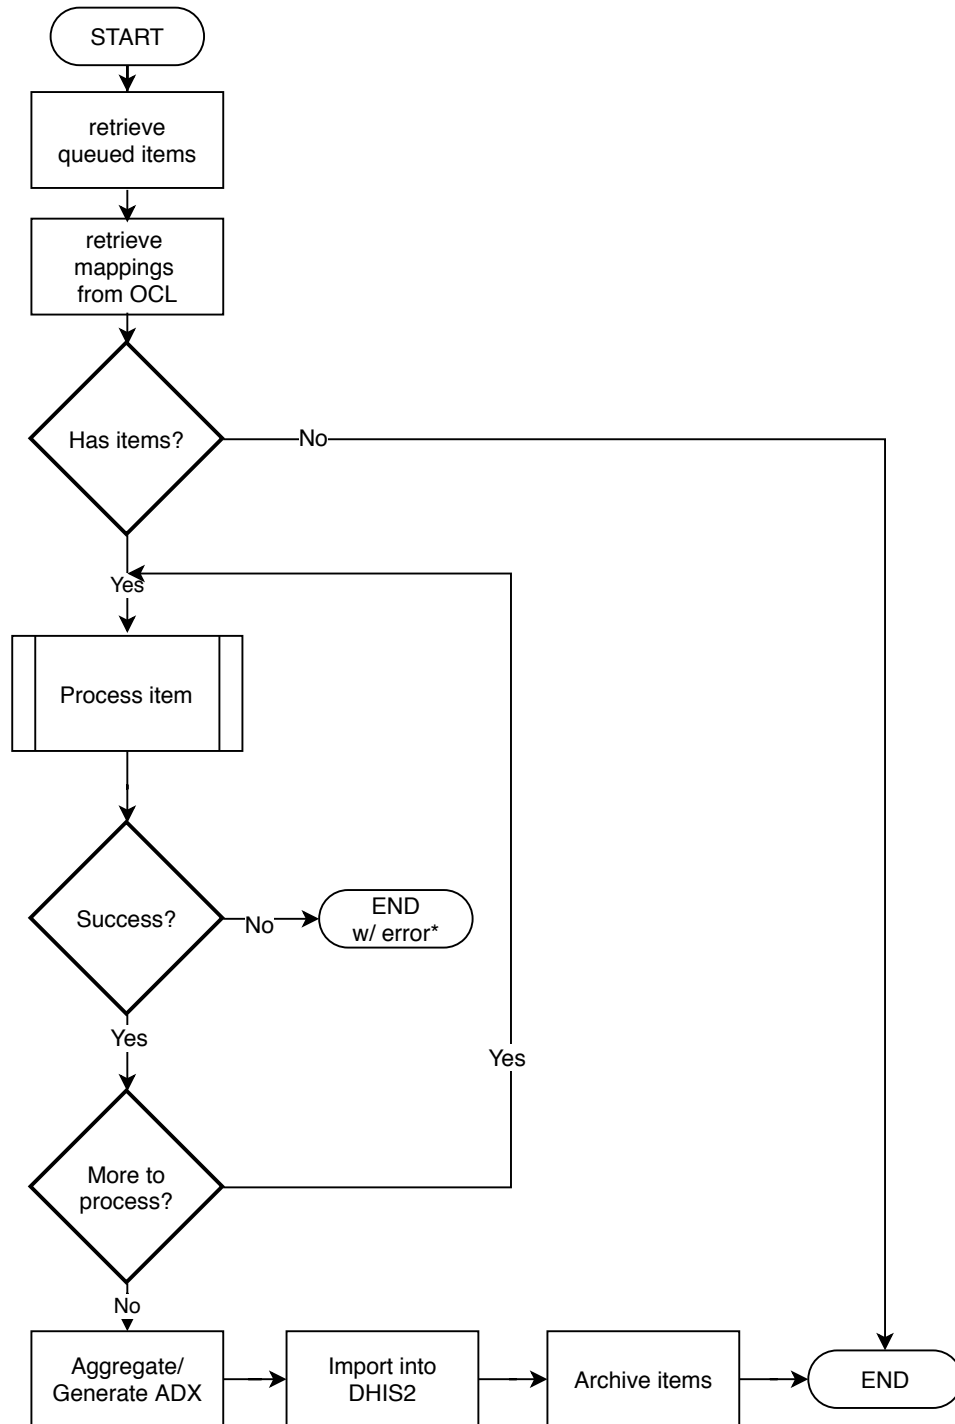 START
retrieve
queued items
retrieve
mappings
from OCL
Has items?
No
Yes
Process item
Success?
No
END
w/ error*
Yes
Yes
More to
process?
No
Aggregate/
Generate ADX
Import into
DHIS2
Archive items
END